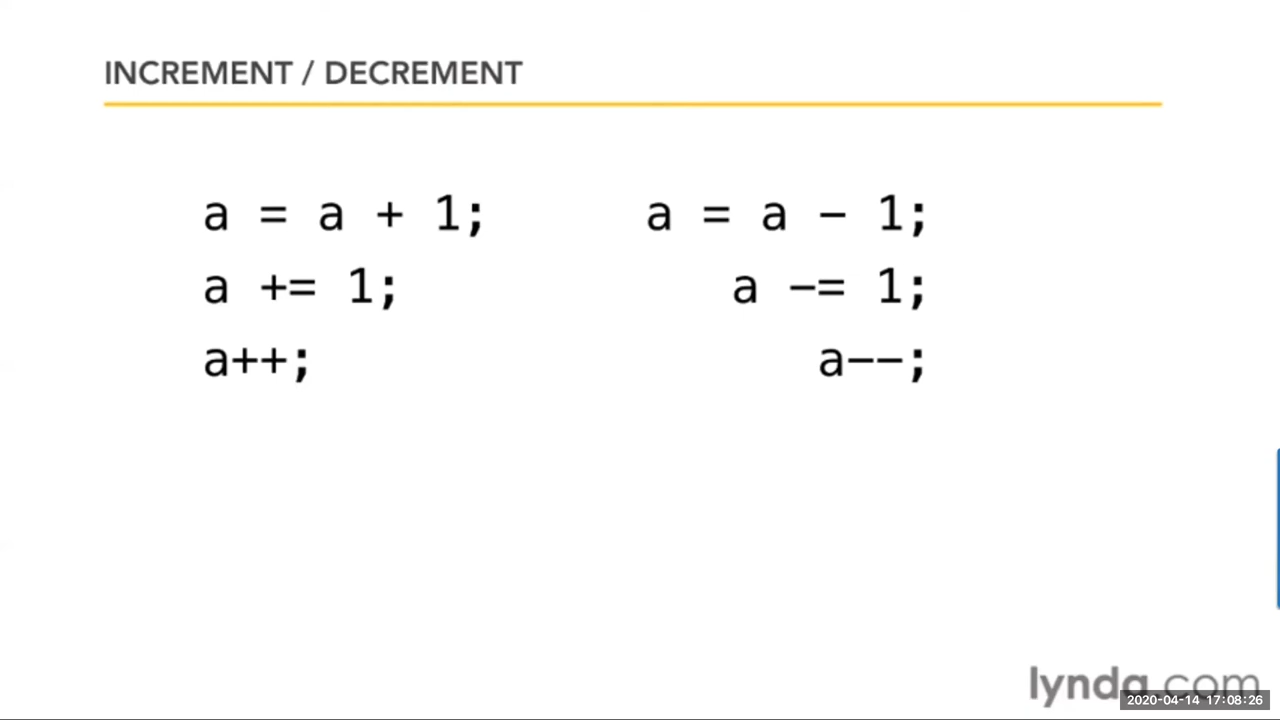 INCREMENT / DECREMENT
a = a + 1;
a += 1;
a++;
a = a - 1;
a -= 1;
a--;
lynda.com
2020-04-14 17:08:26